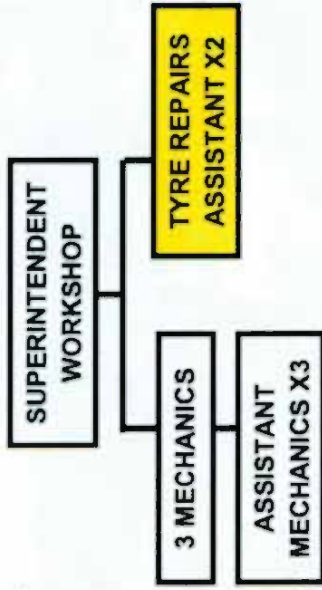 SUPERINTENDENT
WORKSHOP
3 MECHANICS
TYRE REPAIRS
ASSISTANT X2
ASSISTANT
MECHANICS X3